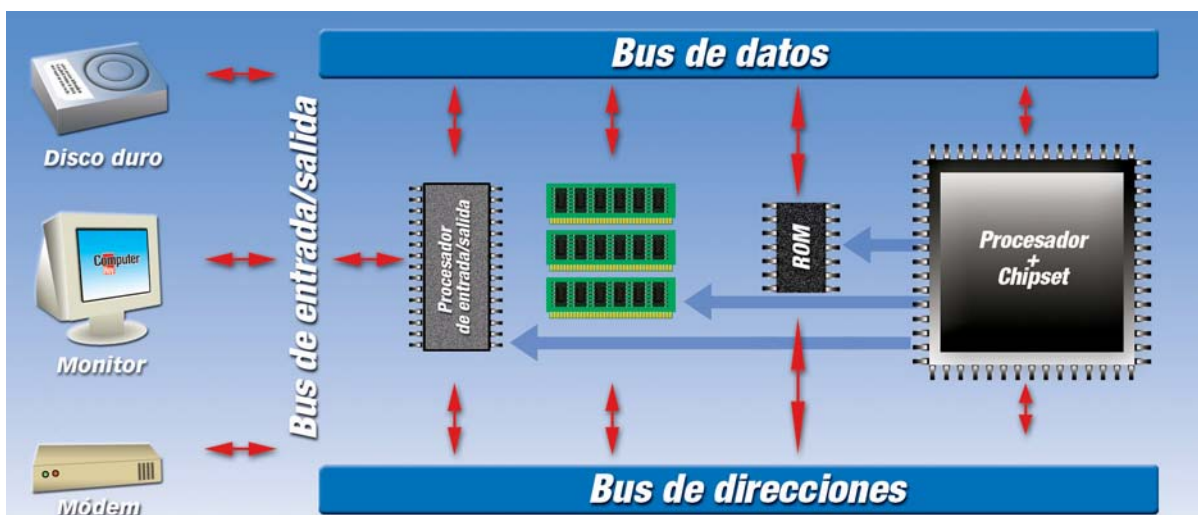 Bus de datos
Disco duro
Bus de entrada/salida
Procesador
de entrada/salida
ROM
Procesador
+
Chipset
Computer
Monitor
Módem
Bus de direcciones